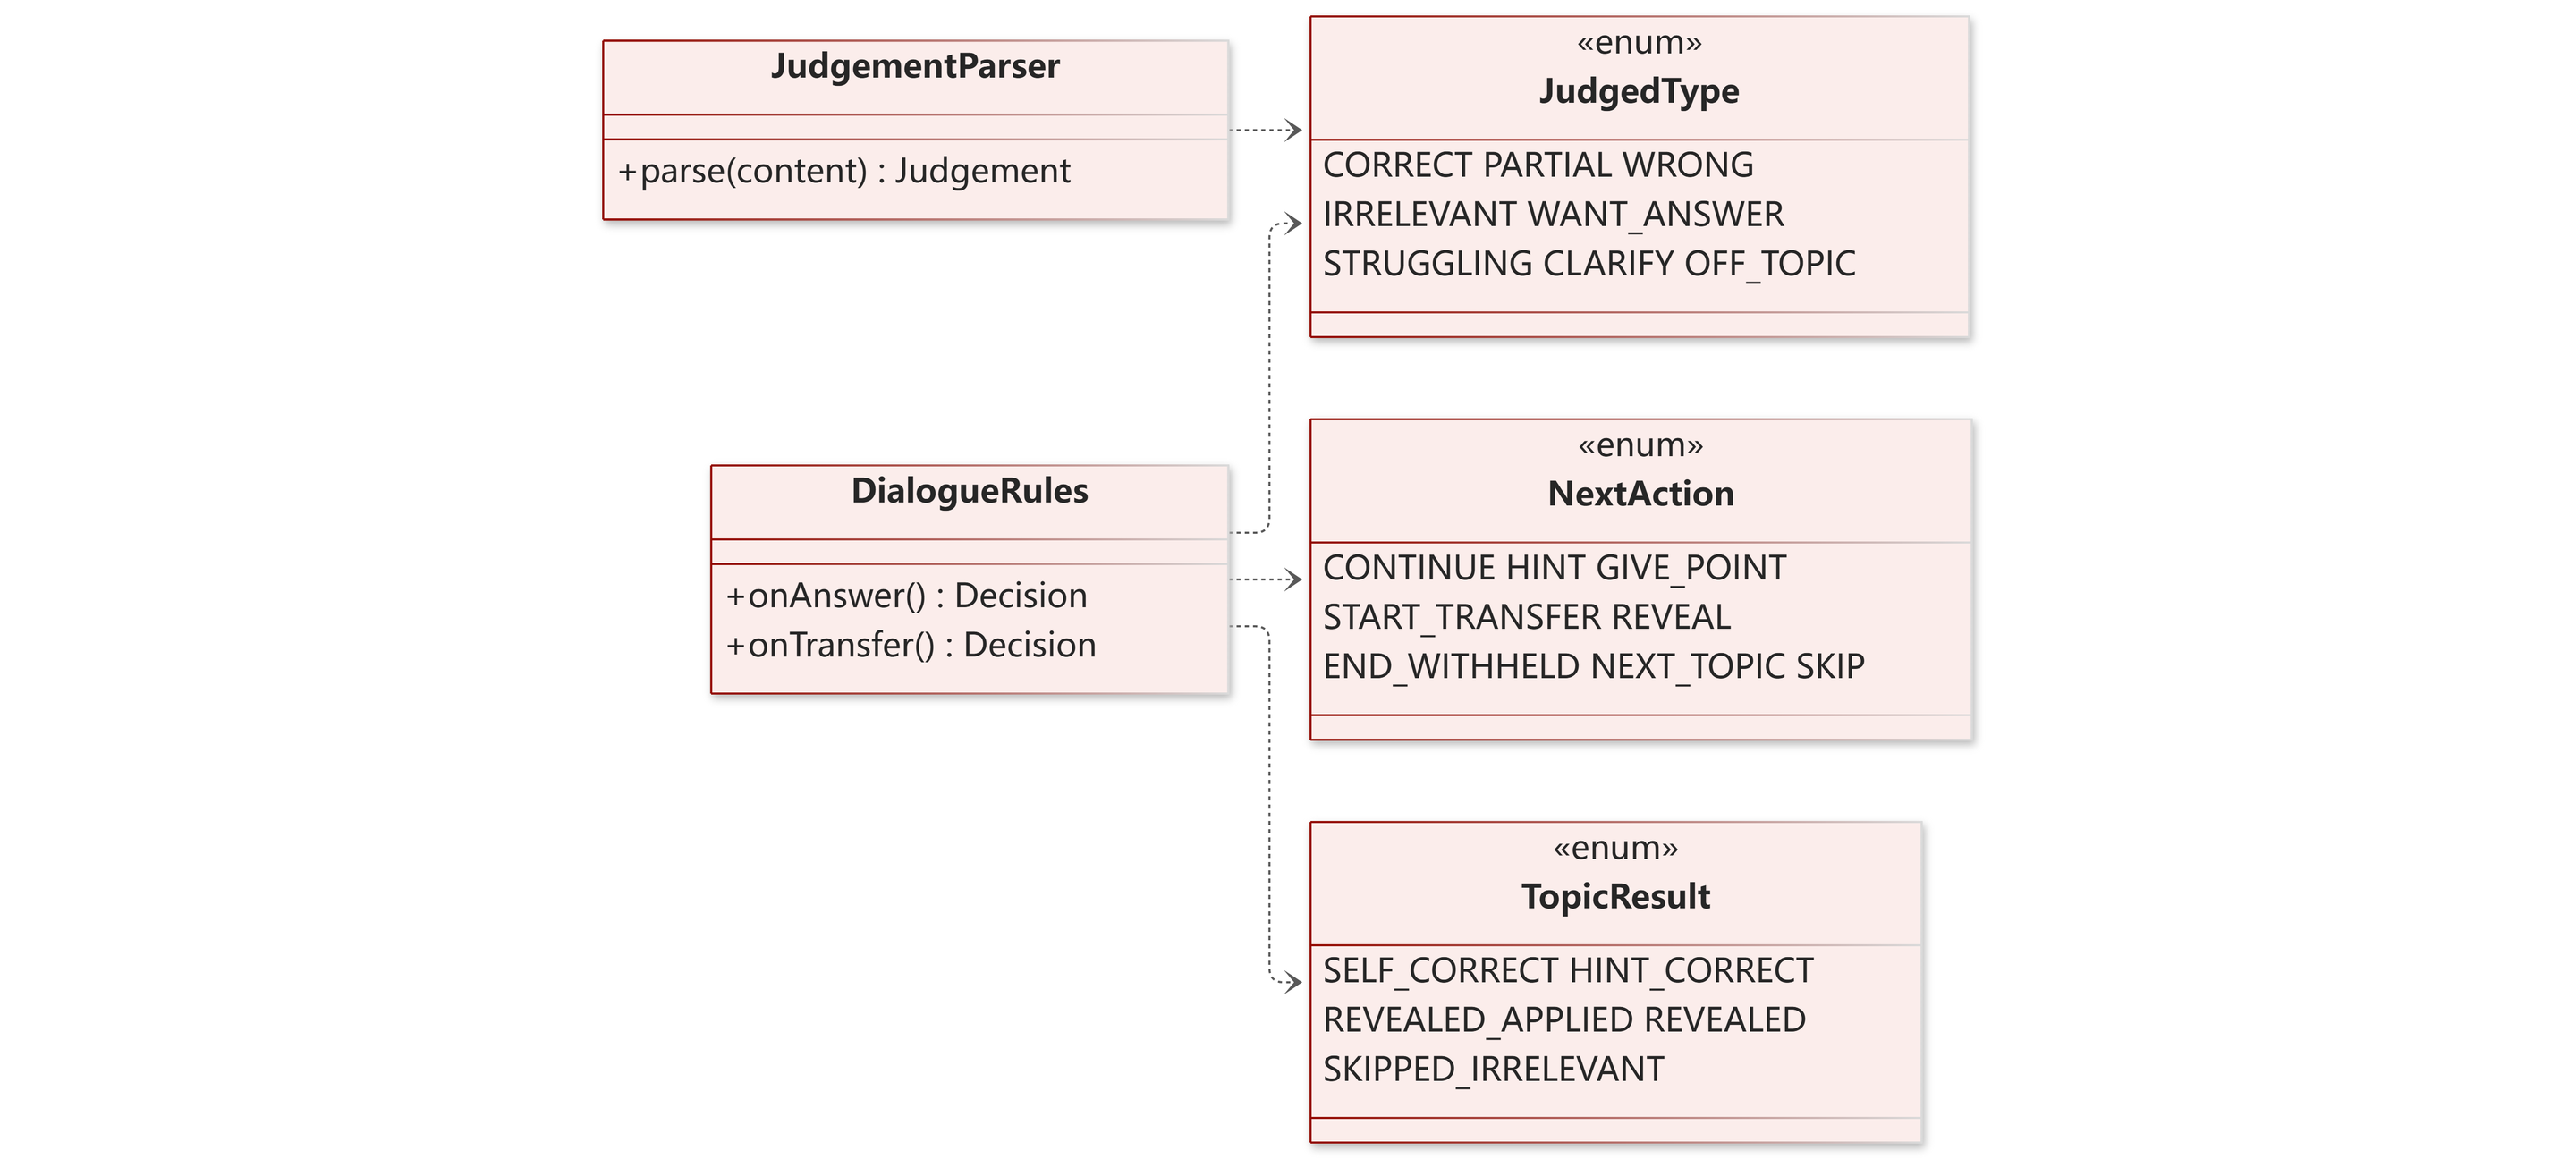 JudgementParser
+parse(content) : Judgement
«enum»
JudgedType
CORRECT PARTIAL WRONG
IRRELEVANT WANT_ANSWER
STRUGGLING CLARIFY OFF_TOPIC
DialogueRules
+onAnswer() : Decision
+onTransfer() : Decision
«enum»
NextAction
CONTINUE HINT GIVE_POINT
START_TRANSFER REVEAL
END_WITHHELD NEXT_TOPIC SKIP
«enum»
TopicResult
SELF_CORRECT HINT_CORRECT
REVEALED_APPLIED REVEALED
SKIPPED_IRRELEVANT